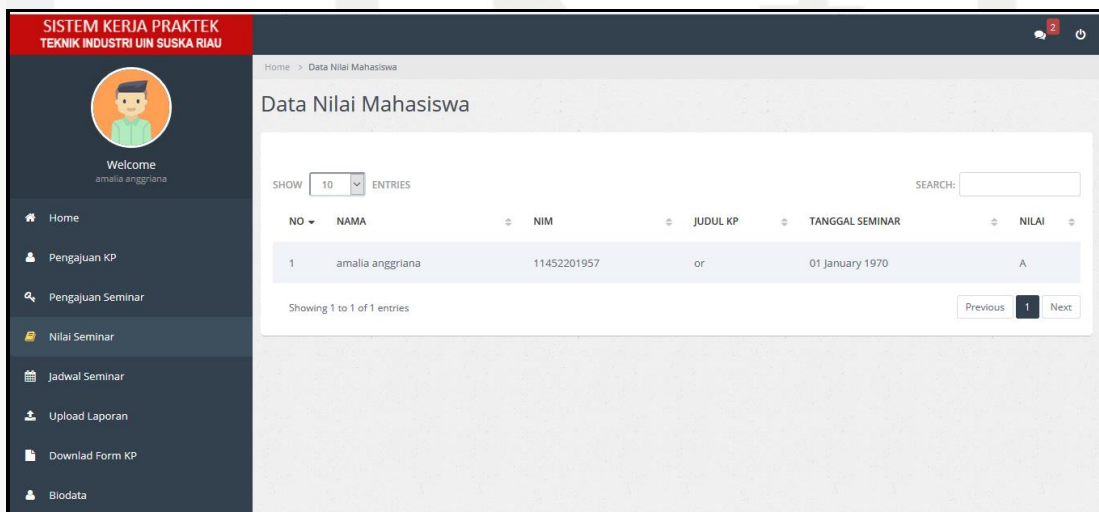 SISTEM KERJA PRAKTEK
TEKNIK INDUSTRI UIN SUSKA RIAU
2
Welcome
amalia anggriana
Home
Pengajuan KP
Pengajuan Seminar
Nilai Seminar
Jadwal Seminar
Upload Laporan
Downlad Form KP
Biodata
Home > Data Nilai Mahasiswa
Data Nilai Mahasiswa
SHOW 10 ENTRIES SEARCH:
NO NAMA NIM JUDUL KP TANGGAL SEMINAR NILAI
1 amalia anggriana 11452201957 or 01 January 1970 A
Showing 1 to 1 of 1 entries Previous 1 Next